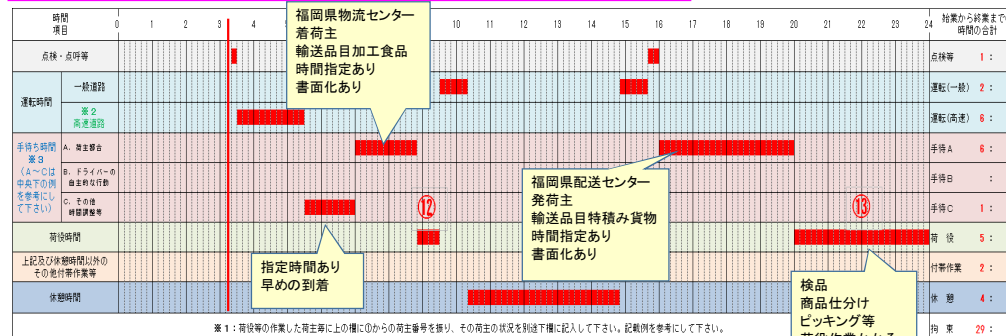 時間
項目
0 1 2 3 4 10 11 12 13 14 15 16 17 18 19 20 21 22 23 24
始業から終業まで
時間の合計
福岡県物流センター
着荷主
輸送品目加工食品
時間指定あり
書面化あり
点検・点呼等
点検等 1：
運転時間
一般道路
運転(一般) 2：
※2
高速道路
運転(高速) 6：
手待ち時間
※3
(A～Cは
中央下の例
を参考にし
て下さい)
A．荷主都合
手待A 6：
B．ドライバーの
自主的な行動
手待B ：
C．その他
時間調整等
⑫
⑬
手待C 1：
福岡県配送センター
発荷主
輸送品目特積み貨物
時間指定あり
書面化あり
荷役時間
荷 役 5：
上記及び休憩時間以外の
その他付帯作業等
付帯作業 2：
指定時間あり
早めの到着
休憩時間
休 憩 4：
検品
商品仕分け
ピッキング等
※1：荷役等の作業した荷主毎に上の欄に①からの荷主番号を振り、その荷主の状況を別途下欄に記入して下さい。記載例を参考にして下さい。
拘 束 29：